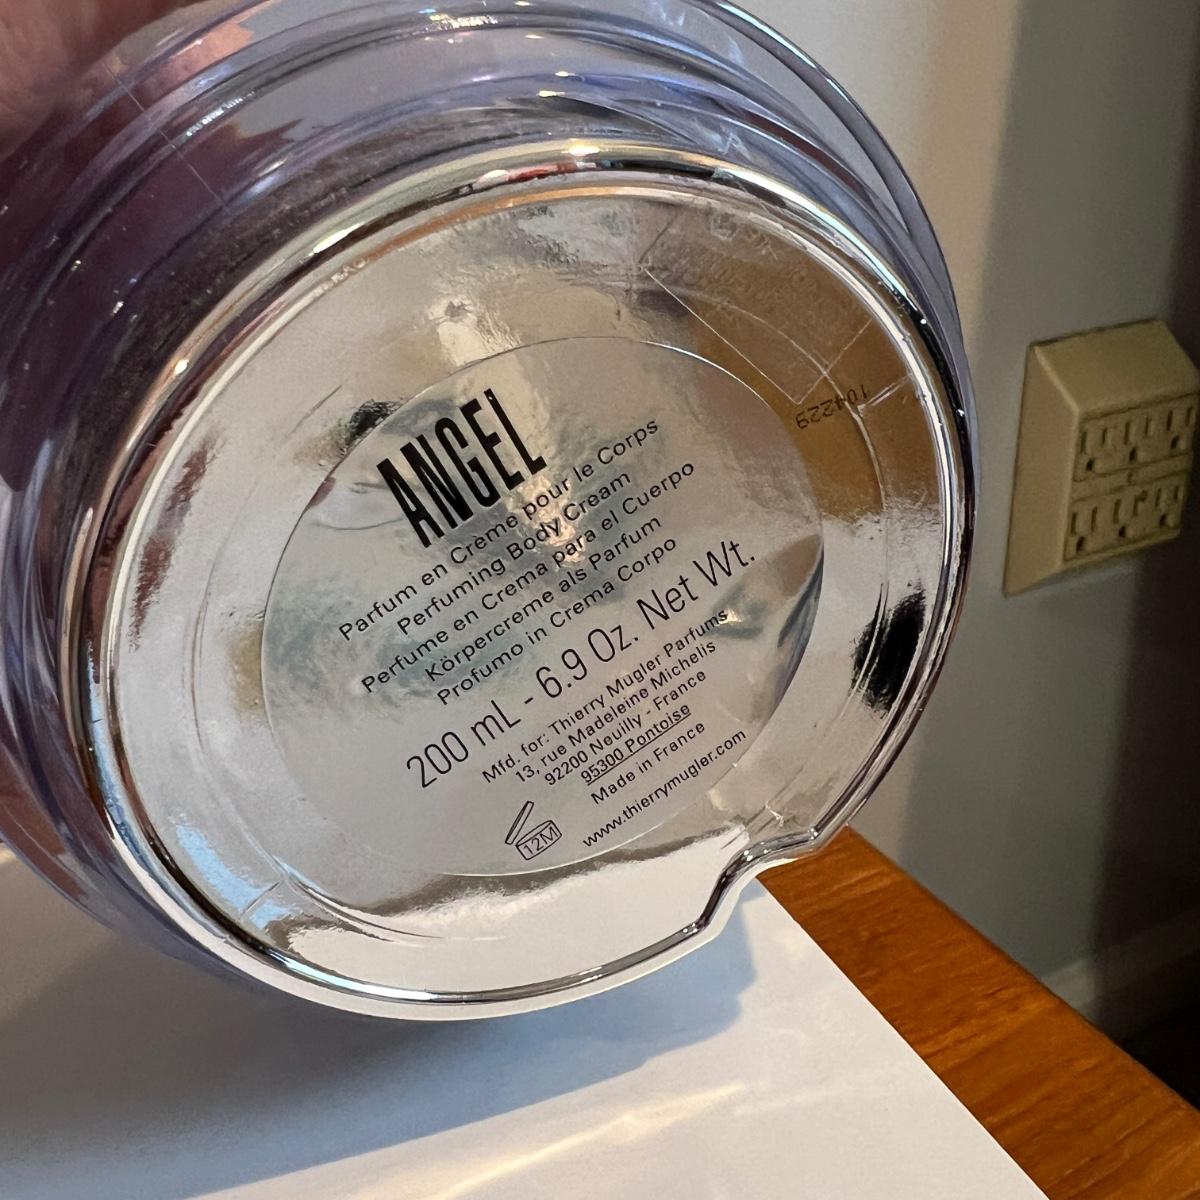 ANGEL
Parfum en Crème pour le Corps
Perfuming Body Cream
Perfume en Crema para el Cuerpo
Körpercreme als Parfum
Profumo in Crema Corpo
200 mL - 6.9 Oz. Net Wt.
Mfd. for: Thierry Mugler Parfums
13, rue Madeleine Michelis
92200 Neuilly - France
95300 Pontoise
Made in France
www.thierrymugler.com
12M
104229